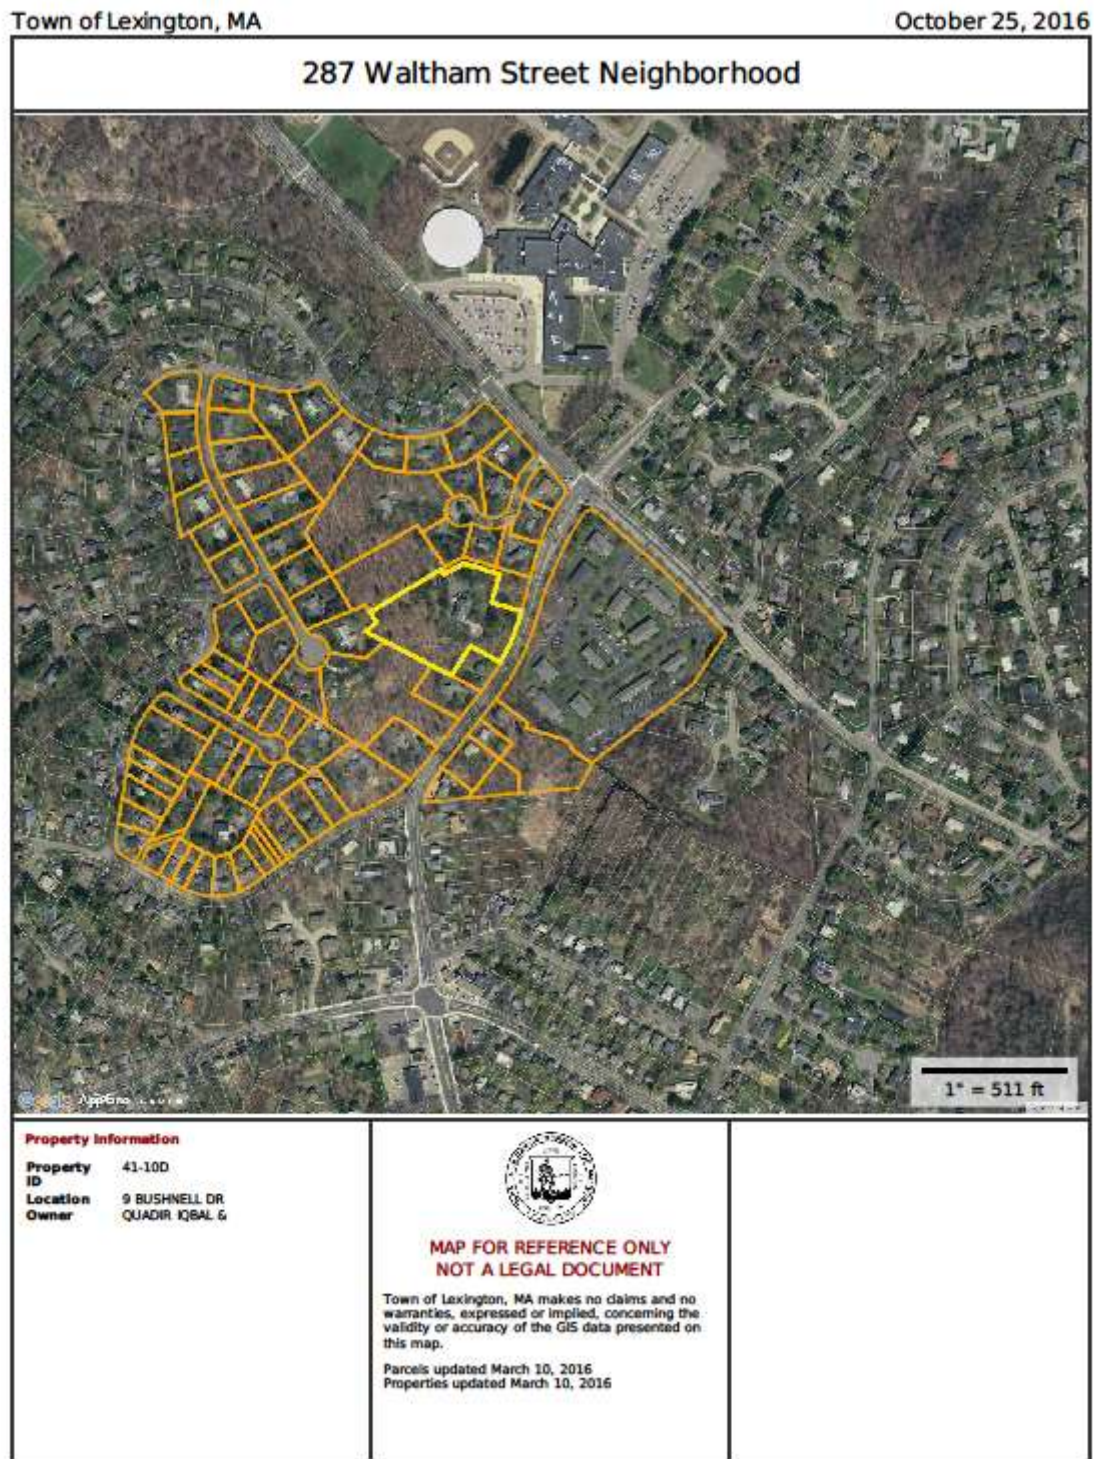 Town of Lexington, MA
October 25, 2016
287 Waltham Street Neighborhood
1" = 511 ft
Google AppGeo
Property Information
Property ID 41-10D
Location 9 BUSHNELL DR
Owner QUADIR IQBAL &
MAP FOR REFERENCE ONLY
NOT A LEGAL DOCUMENT
Town of Lexington, MA makes no claims and no
warranties, expressed or implied, concerning the
validity or accuracy of the GIS data presented on
this map.
Parcels updated March 10, 2016
Properties updated March 10, 2016